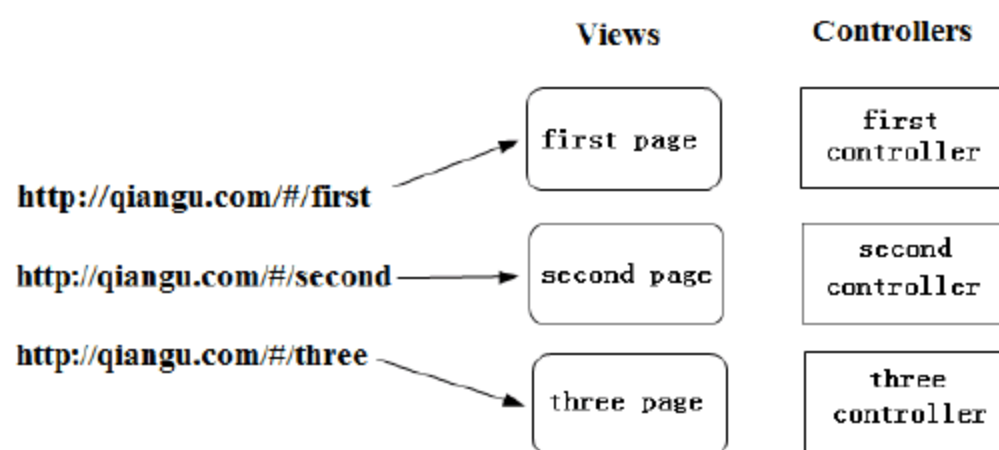 Views
Controllers
http://qiangu.com/#/first
first page
first
controller
http://qiangu.com/#/second
second page
second
controller
http://qiangu.com/#/three
three page
three
controller